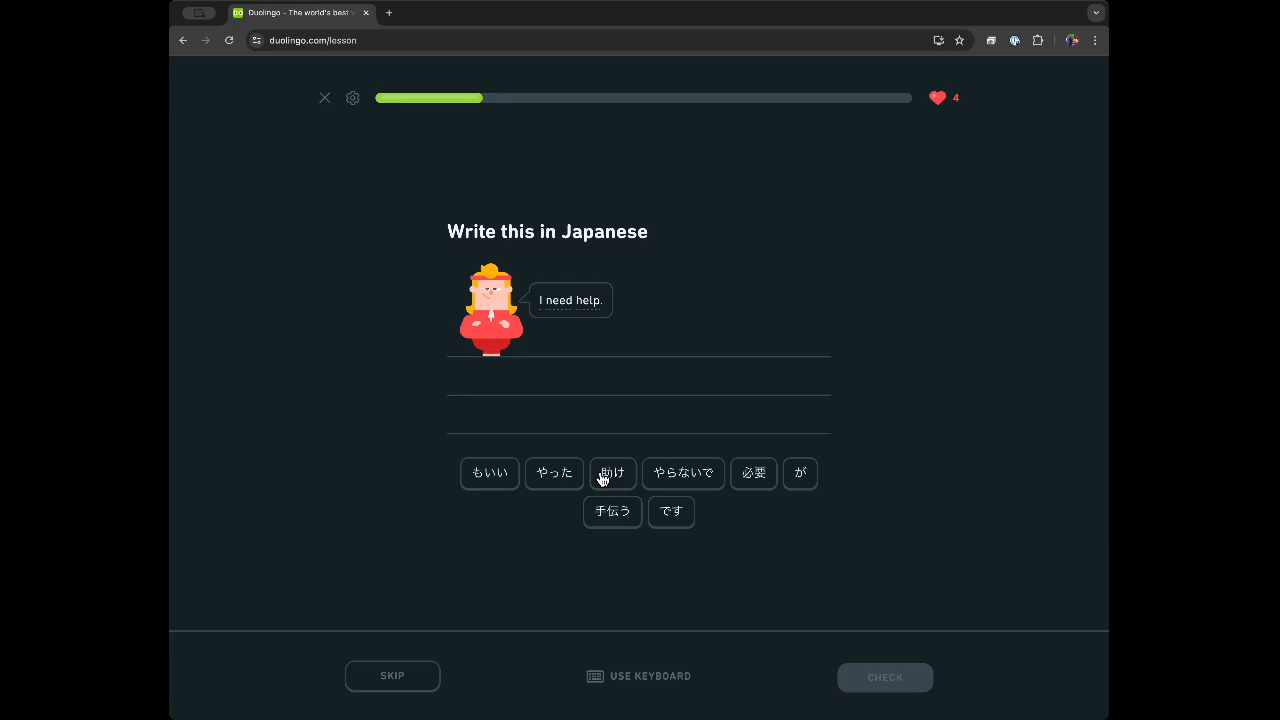 Duolingo - The world's best
duolingo.com/lesson
4
Write this in Japanese
I need help.
もいい やった 助け やらないで 必要 が
手伝う です
SKIP USE KEYBOARD CHECK